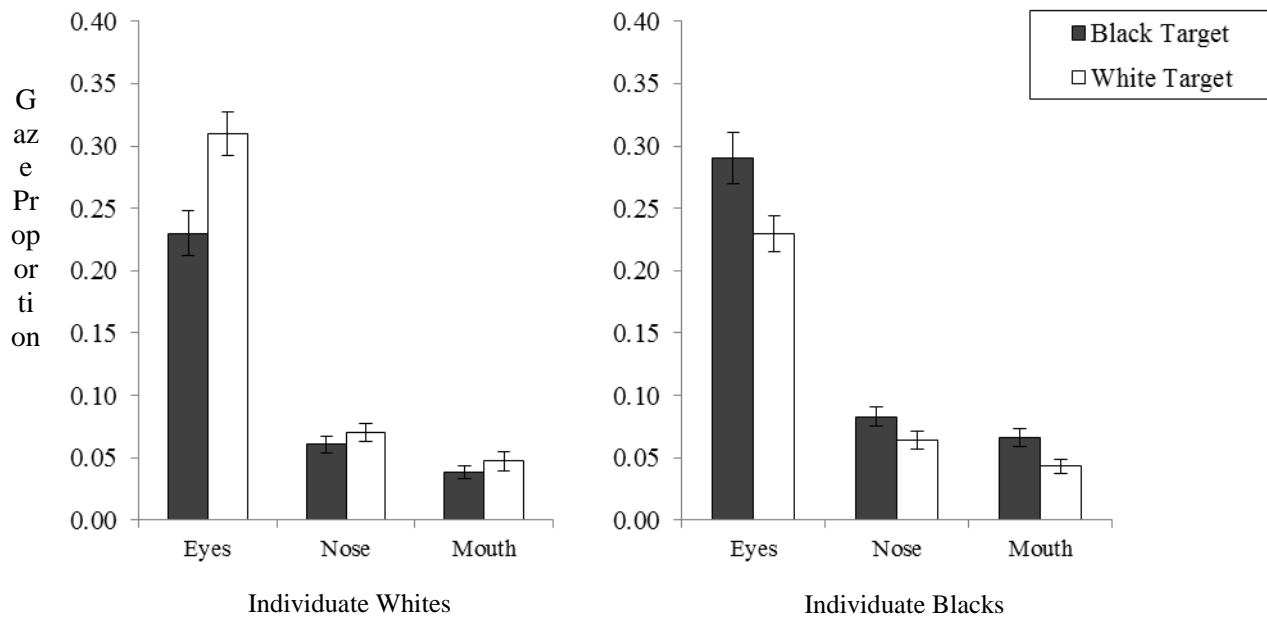 G
az
e
Pr
op
or
ti
on
0.40
0.35
0.30
0.25
0.20
0.15
0.10
0.05
0.00
Eyes Nose Mouth
Individuate Whites
0.40
0.35
0.30
0.25
0.20
0.15
0.10
0.05
0.00
Eyes Nose Mouth
Individuate Blacks
Black Target
White Target